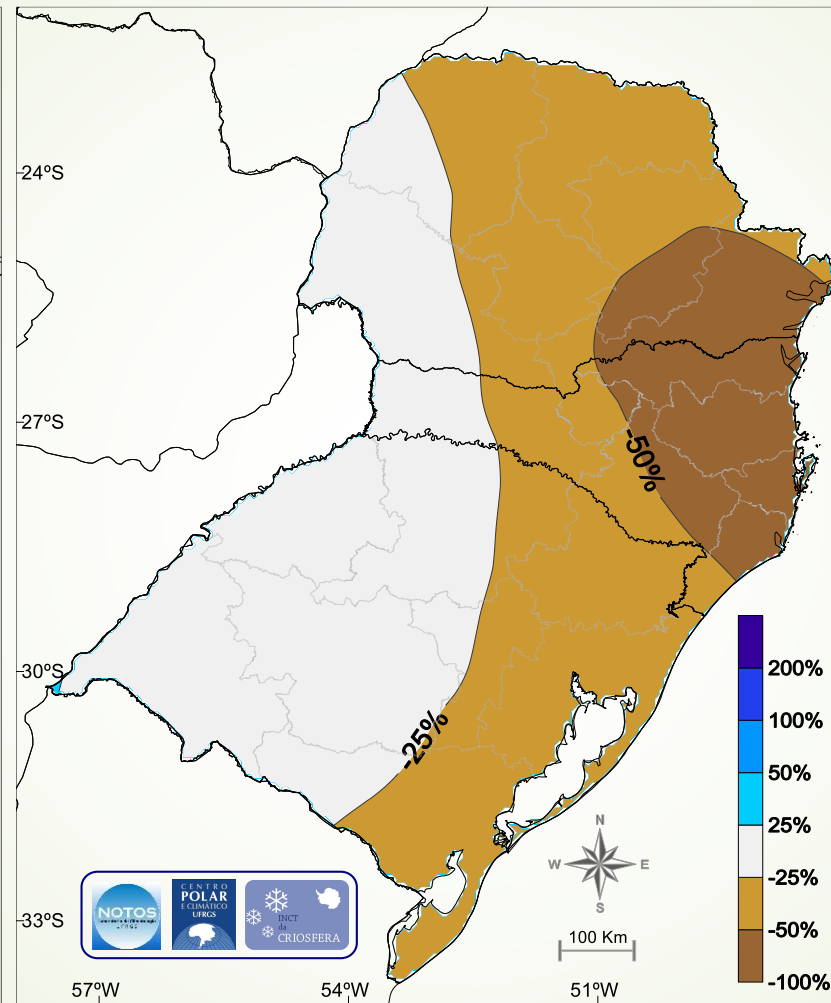 24ºS
27ºS
-50%
30ºS
-25%
200%
100%
50%
25%
-25%
-50%
-100%
N
W
E
S
33ºS
100 Km
NOTOS
UFRGS
CENTRO
POLAR
E CLIMÁTICO
UFRGS
INCT
da
CRIOSFERA
57ºW
54ºW
51ºW